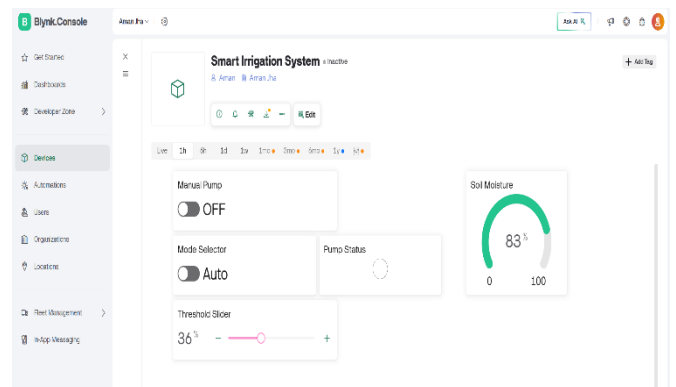 Blynk.Console
Aman Jha
Ask AI
Get Started
Dashboards
Developer Zone
Devices
Automations
Users
Organizations
Locations
Fleet Management
In-App Messaging
X
Smart Irrigation System
Inactive
Aman
Aman Jha
+ Add Tag
Edit
Live 1h 6h 1d 1w 1mo 3mo 6mo 1y
Manual Pump
OFF
Mode Selector
Auto
Pump Status
Threshold Slider
36%
- +
Soil Moisture
83%
0 100